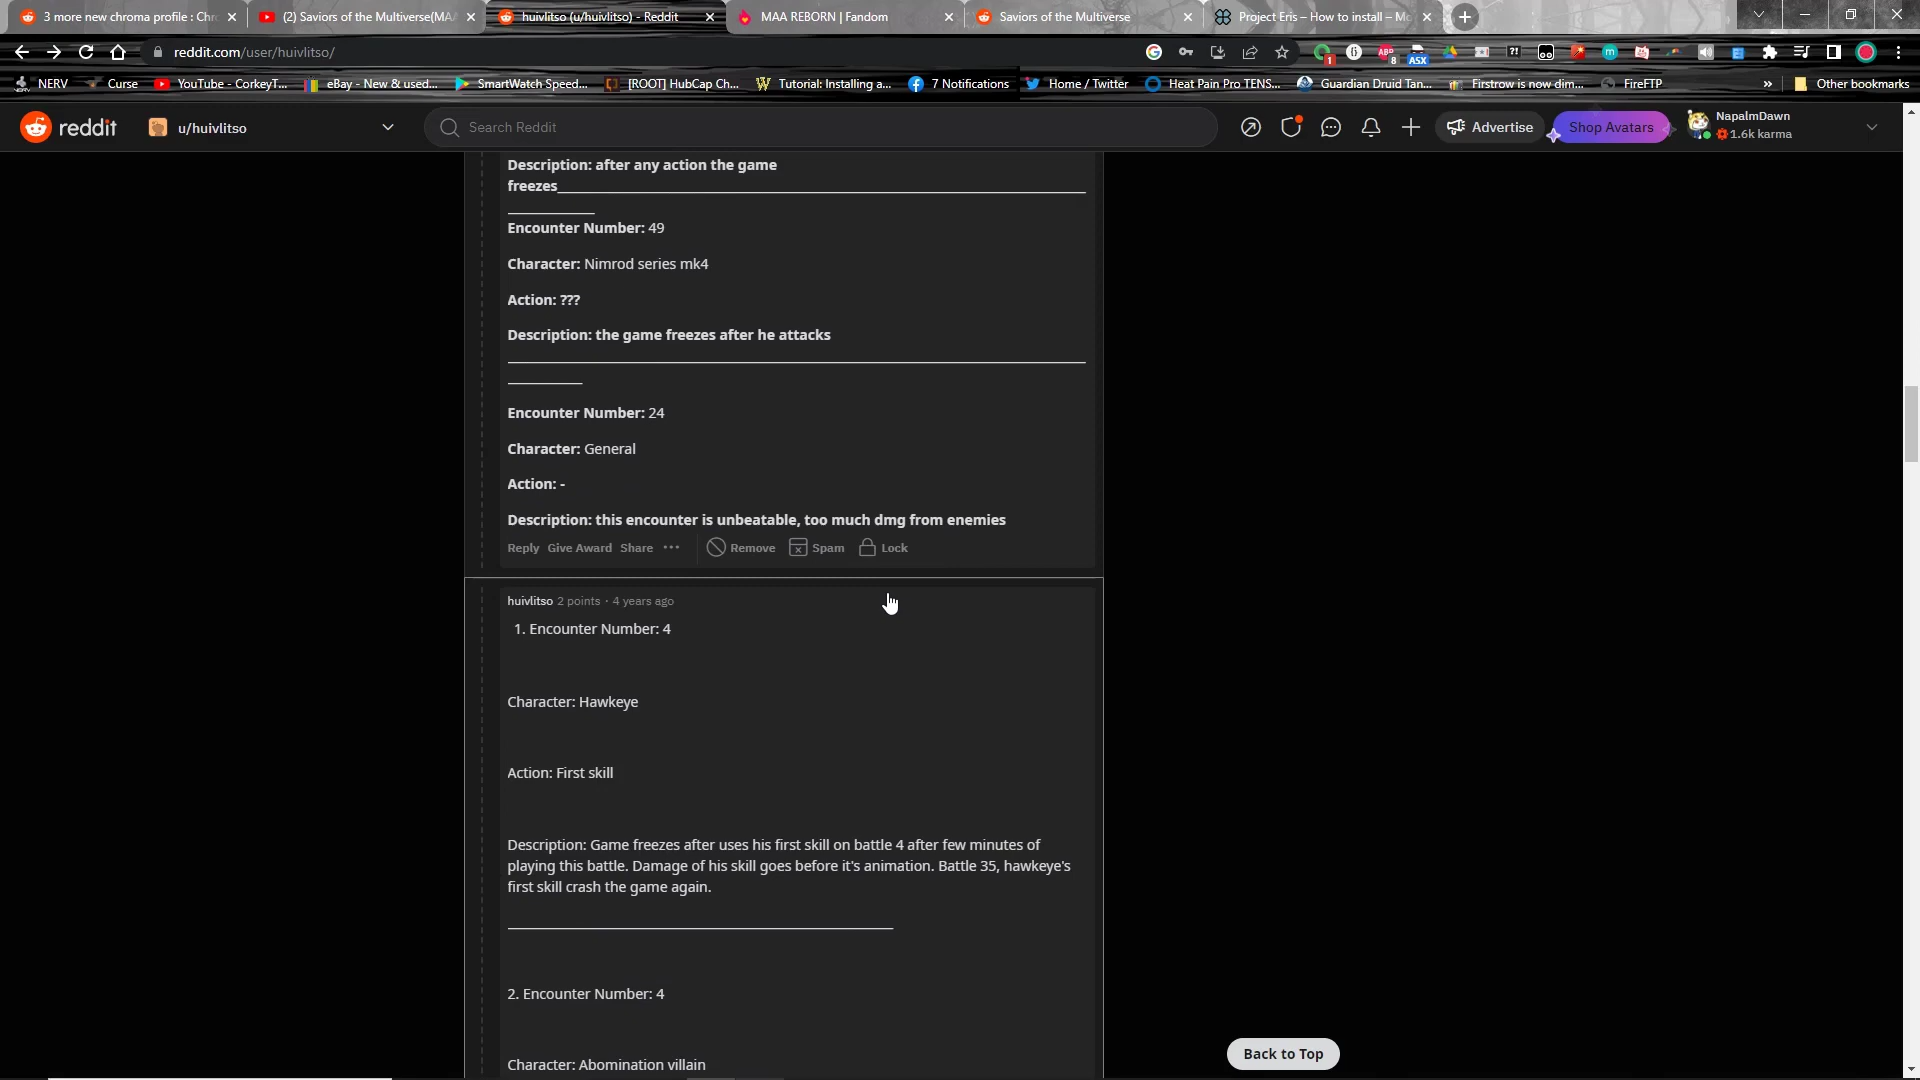 3 more new chroma profile : Chr
(2) Saviors of the Multiverse(MAA
huivlitso (u/huivlitso) - Reddit
MAA REBORN | Fandom
Saviors of the Multiverse
Project Eris – How to install – Mo
reddit.com/user/huivlitso/
NERV
Curse
YouTube - CorkeyT...
eBay - New & used...
SmartWatch Speed...
[ROOT] HubCap Ch...
Tutorial: Installing a...
7 Notifications
Home / Twitter
Heat Pain Pro TENS...
Guardian Druid Tan...
Firstrow is now dim...
FireFTP
»
Other bookmarks
reddit
u/huivlitso
Search Reddit
Advertise
Shop Avatars
NapalmDawn
1.6k karma
Description: after any action the game
freezes
Encounter Number: 49
Character: Nimrod series mk4
Action: ???
Description: the game freezes after he attacks
Encounter Number: 24
Character: General
Action: -
Description: this encounter is unbeatable, too much dmg from enemies
Reply Give Award Share ••• Remove Spam Lock
huivlitso 2 points · 4 years ago
1. Encounter Number: 4
Character: Hawkeye
Action: First skill
Description: Game freezes after uses his first skill on battle 4 after few minutes of
playing this battle. Damage of his skill goes before it's animation. Battle 35, hawkeye's
first skill crash the game again.
2. Encounter Number: 4
Character: Abomination villain
Back to Top